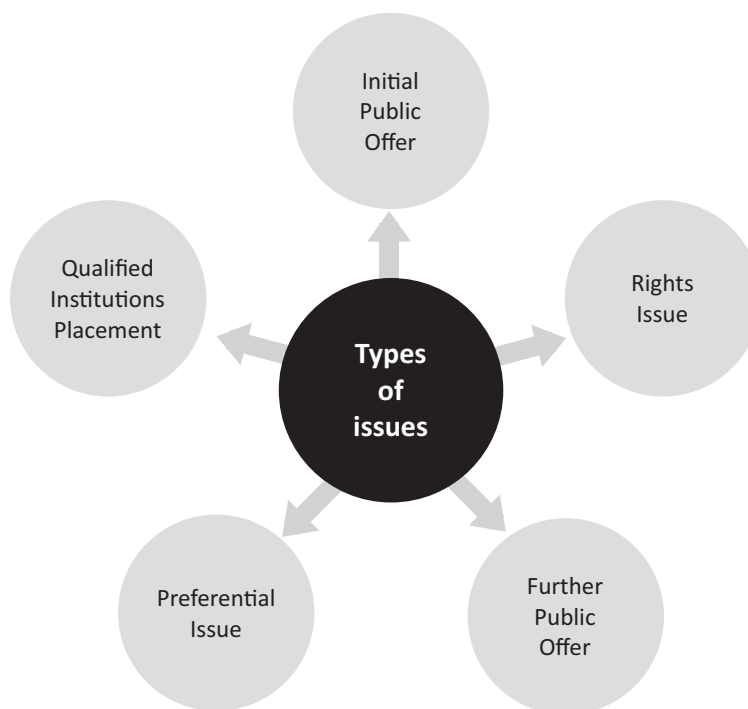 Initial
Public
Offer
Qualified
Institutions
Placement
Rights
Issue
Types
of
issues
Preferential
Issue
Further
Public
Offer